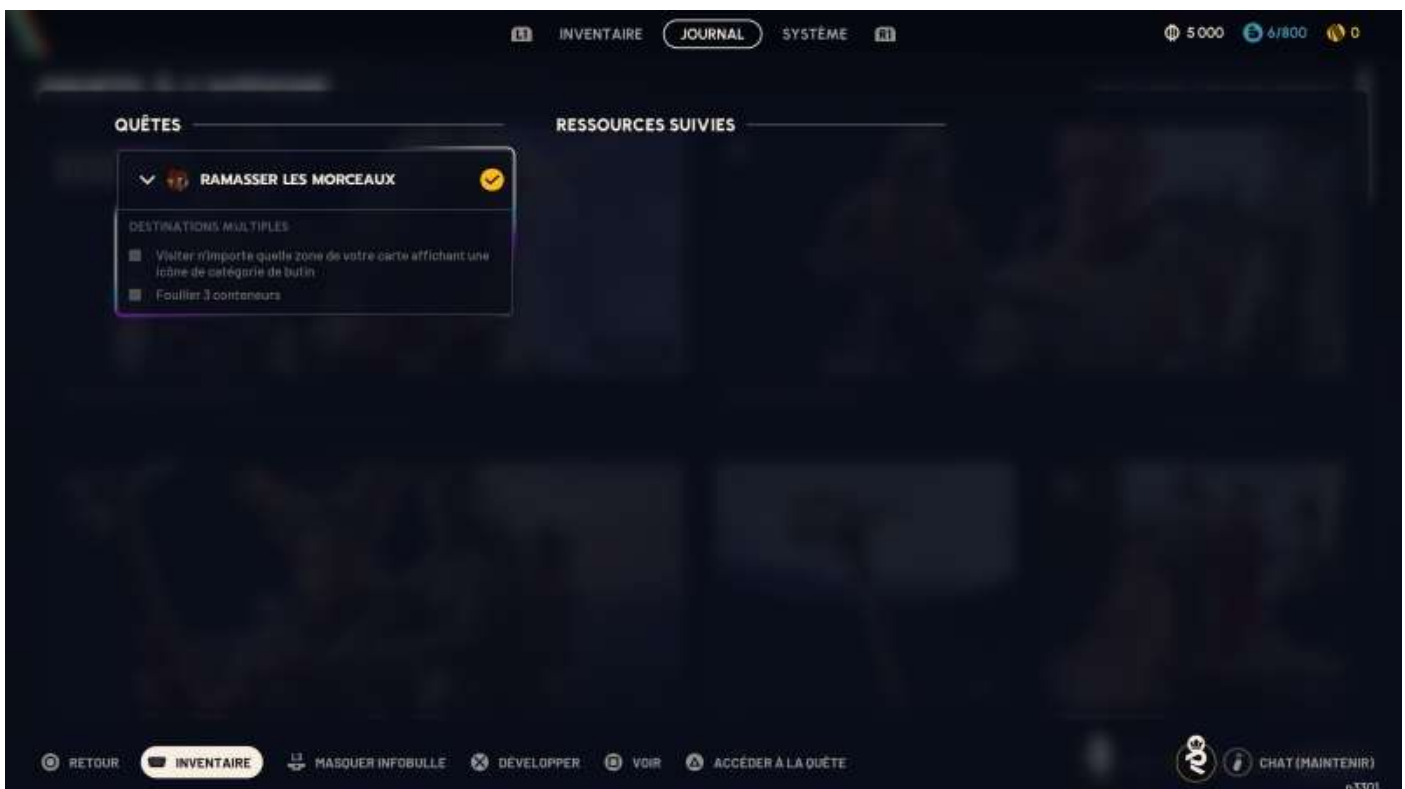 L1 INVENTAIRE JOURNAL SYSTÈME R1 5 000 6/800 0
QUÊTES
RESSOURCES SUIVIES
RAMASSER LES MORCEAUX
DESTINATIONS MULTIPLES
Visiter n'importe quelle zone de votre carte affichant une
icône de catégorie de butin
Fouiller 3 conteneurs
RETOUR INVENTAIRE L3 MASQUER INFOBULLE DÉVELOPPER VOIR ACCÉDER À LA QUÊTE CHAT (MAINTENIR)
n3301